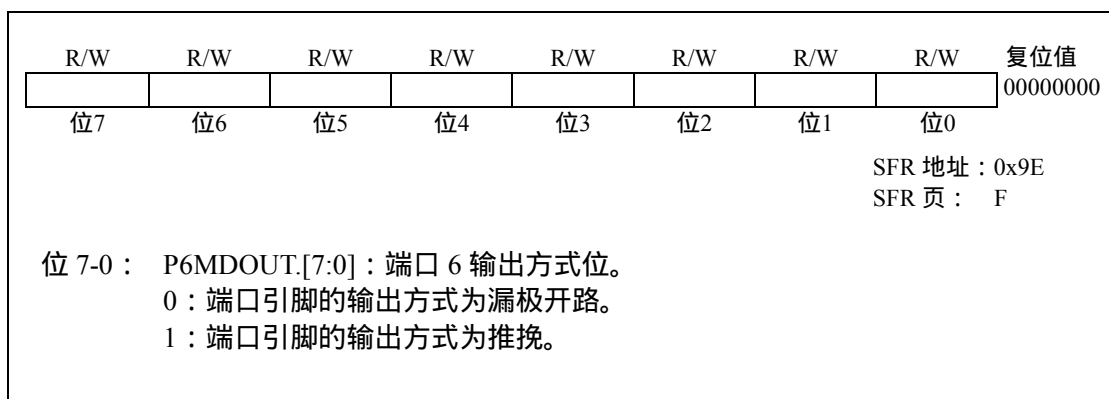 R/W R/W R/W R/W R/W R/W R/W R/W 复位值
00000000
位7 位6 位5 位4 位3 位2 位1 位0
SFR 地址：0x9E
SFR 页： F
位 7-0： P6MDOUT.[7:0]：端口 6 输出方式位。
0：端口引脚的输出方式为漏极开路。
1：端口引脚的输出方式为推挽。